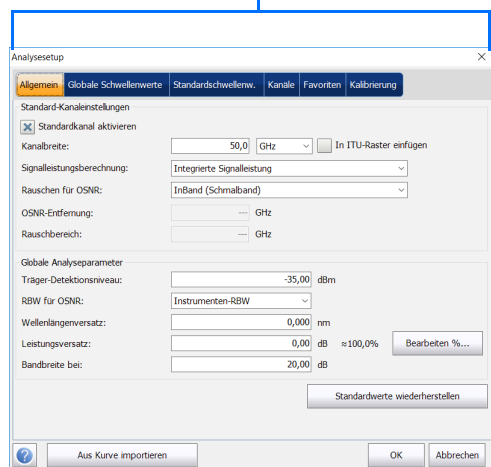 Analysesetup
Allgemein Globale Schwellenwerte Standardschwellenw. Kanäle Favoriten Kalibrierung
Standard-Kanaleinstellungen
Standardkanal aktivieren
Kanalbreite: 50,0 GHz In ITU-Raster einfügen
Signalleistungsberechnung: Integrierte Signalleistung
Rauschen für OSNR: InBand (Schmalband)
OSNR-Entfernung: --- GHz
Rauschbereich: --- GHz
Globale Analyseparameter
Träger-Detektionsniveau: -35,00 dBm
RBW für OSNR: Instrumenten-RBW
Wellenlängenversatz: 0,000 nm
Leistungsversatz: 0,00 dB ≈100,0% Bearbeiten %...
Bandbreite bei: 20,00 dB
Standardwerte wiederherstellen
? Aus Kurve importieren OK Abbrechen